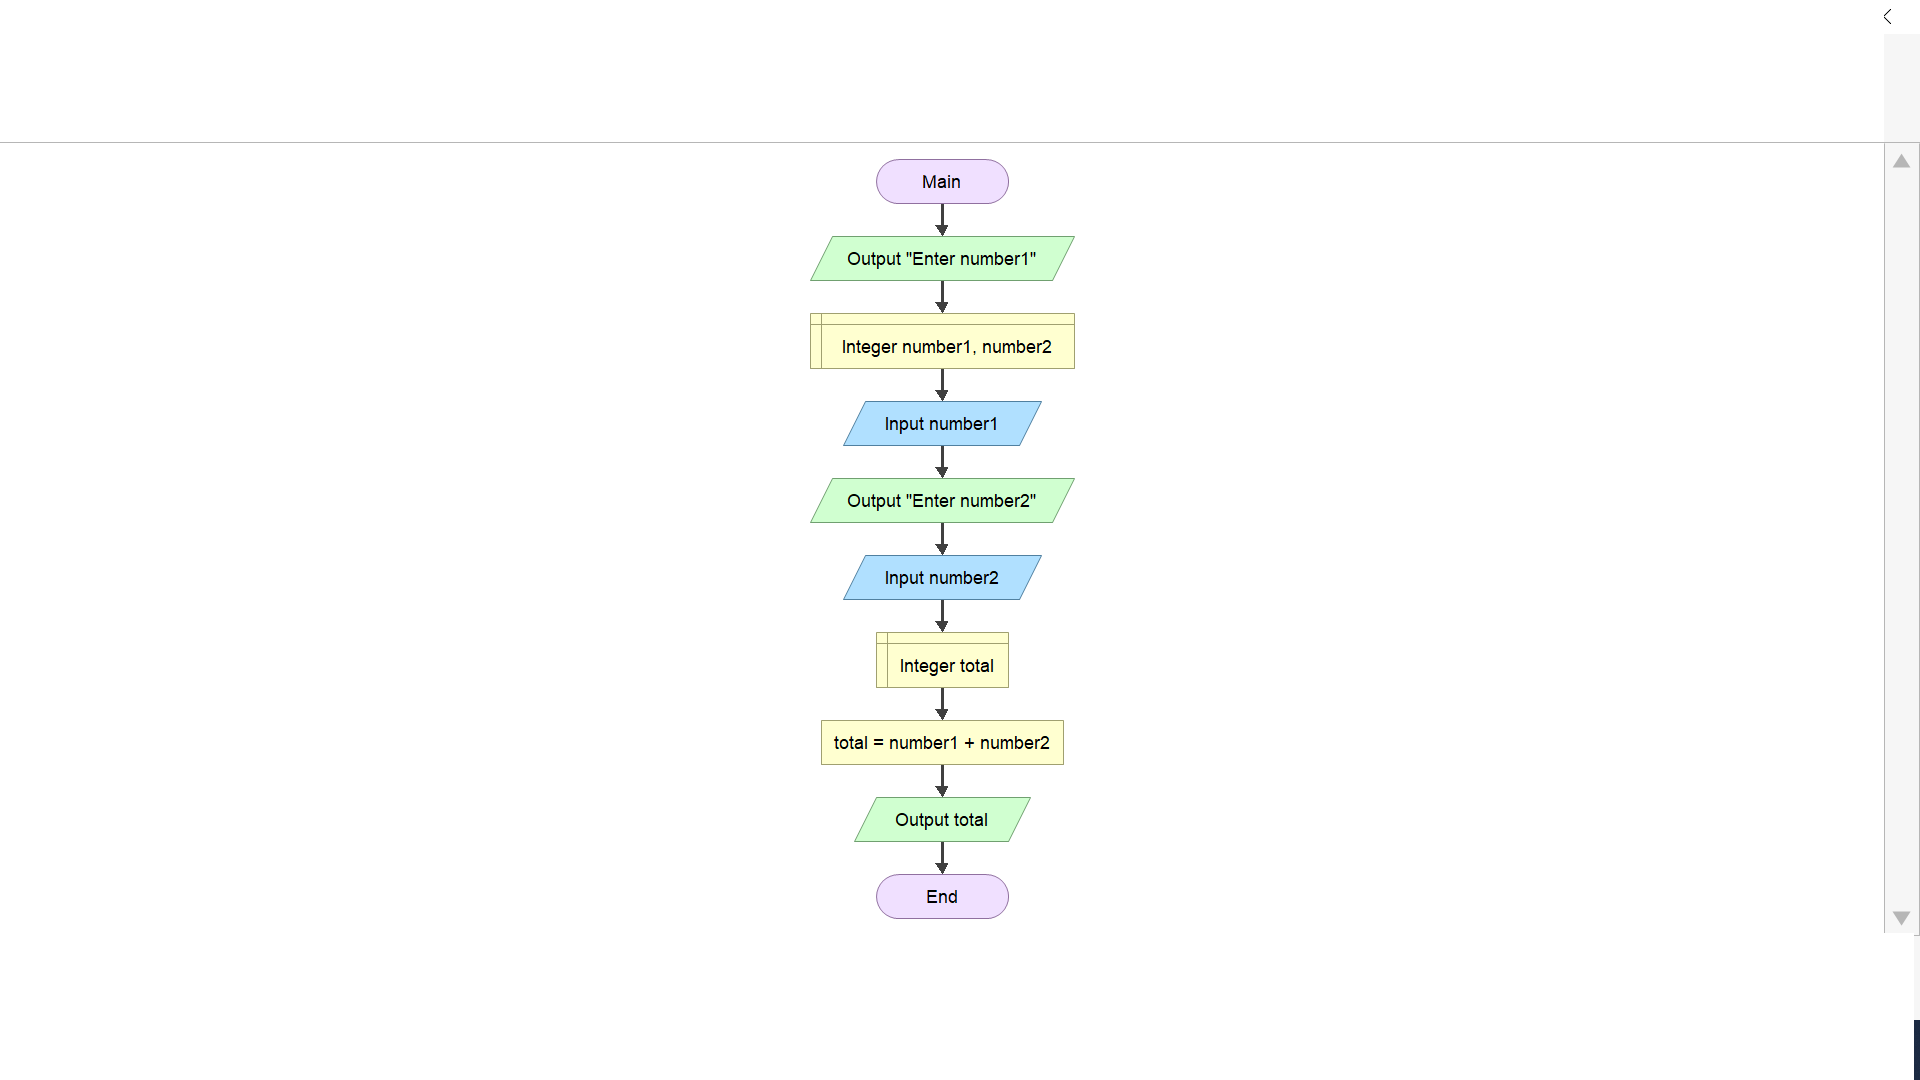 Main
Output "Enter number1"
Integer number1, number2
Input number1
Output "Enter number2"
Input number2
Integer total
total = number1 + number2
Output total
End